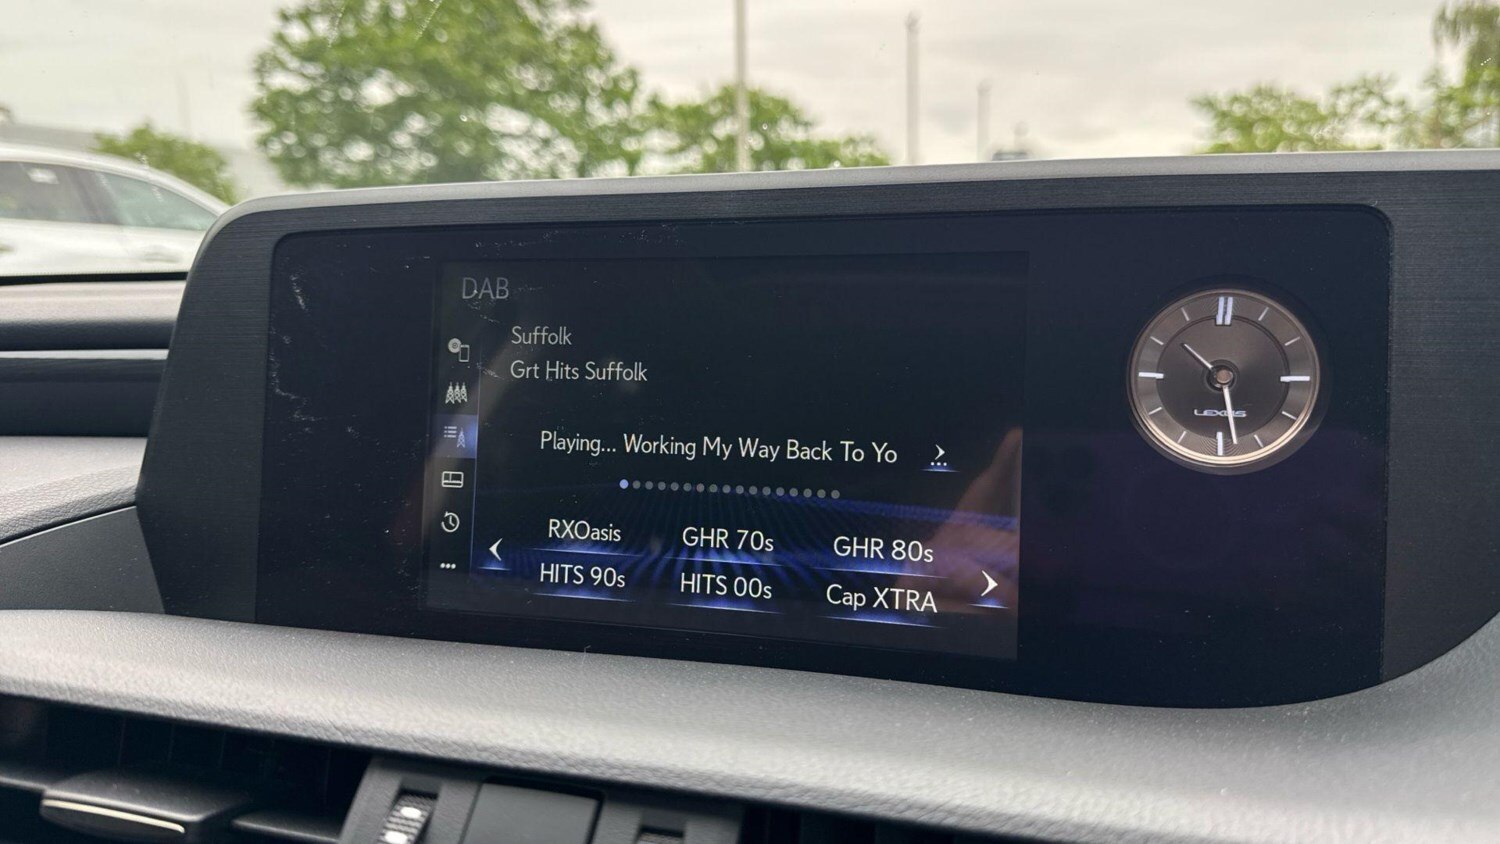 DAB
Suffolk
Grt Hits Suffolk
Playing... Working My Way Back To Yo
RXOasis GHR 70s GHR 80s
HITS 90s HITS 00s Cap XTRA
LEXUS